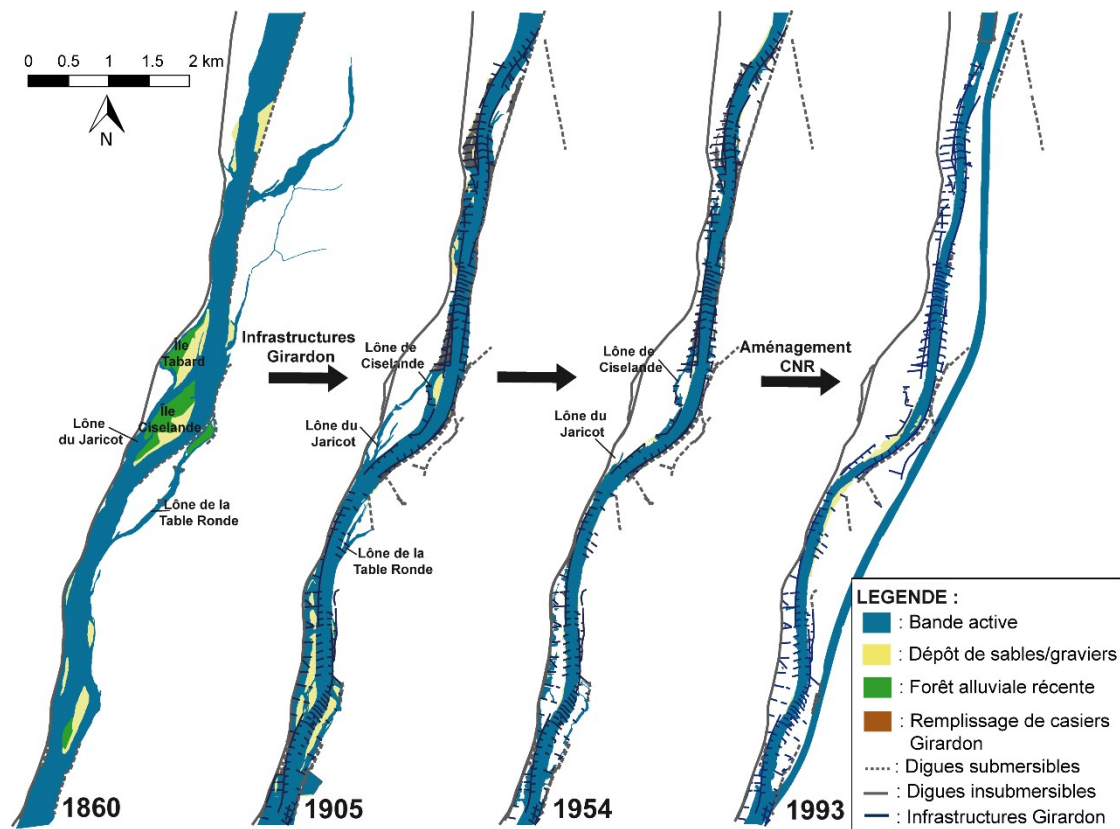 0 0.5 1 1.5 2 km
N
Ile
Tabard
Île
Ciselande
Lône
du Jaricot
Lône de la
Table Ronde
1860
Infrastructures
Girardon
Lône de
Ciselande
Lône du
Jaricot
Lône de la
Table Ronde
1905
Lône de
Ciselande
Lône du
Jaricot
1954
Aménagement
CNR
1993
LEGENDE :
: Bande active
: Dépôt de sables/graviers
: Forêt alluviale récente
: Remplissage de casiers
Girardon
: Digues submersibles
: Digues insubmersibles
: Infrastructures Girardon